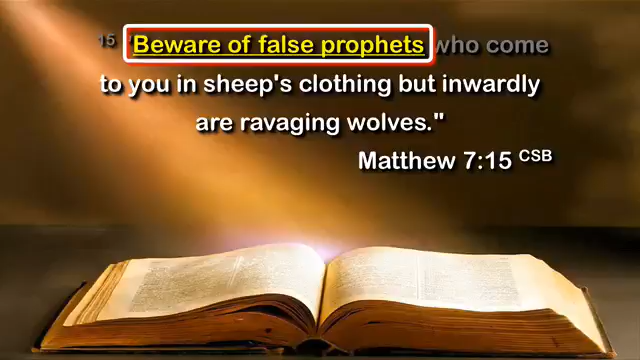 15 "Beware of false prophets who come
to you in sheep's clothing but inwardly
are ravaging wolves."
Matthew 7:15 CSB